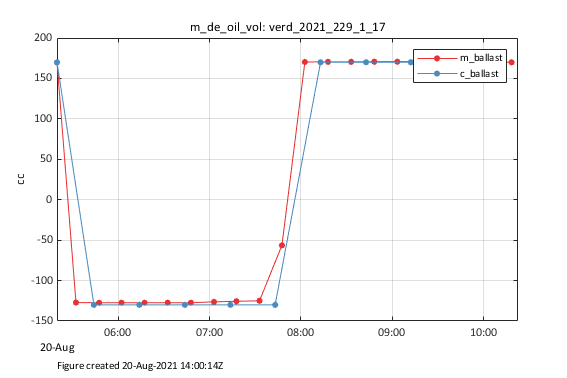 m_de_oil_vol: verd_2021_229_1_17
200
150
100
50
0
-50
-100
-150
cc
m_ballast
c_ballast
06:00
07:00
08:00
09:00
10:00
20-Aug
Figure created 20-Aug-2021 14:00:14Z